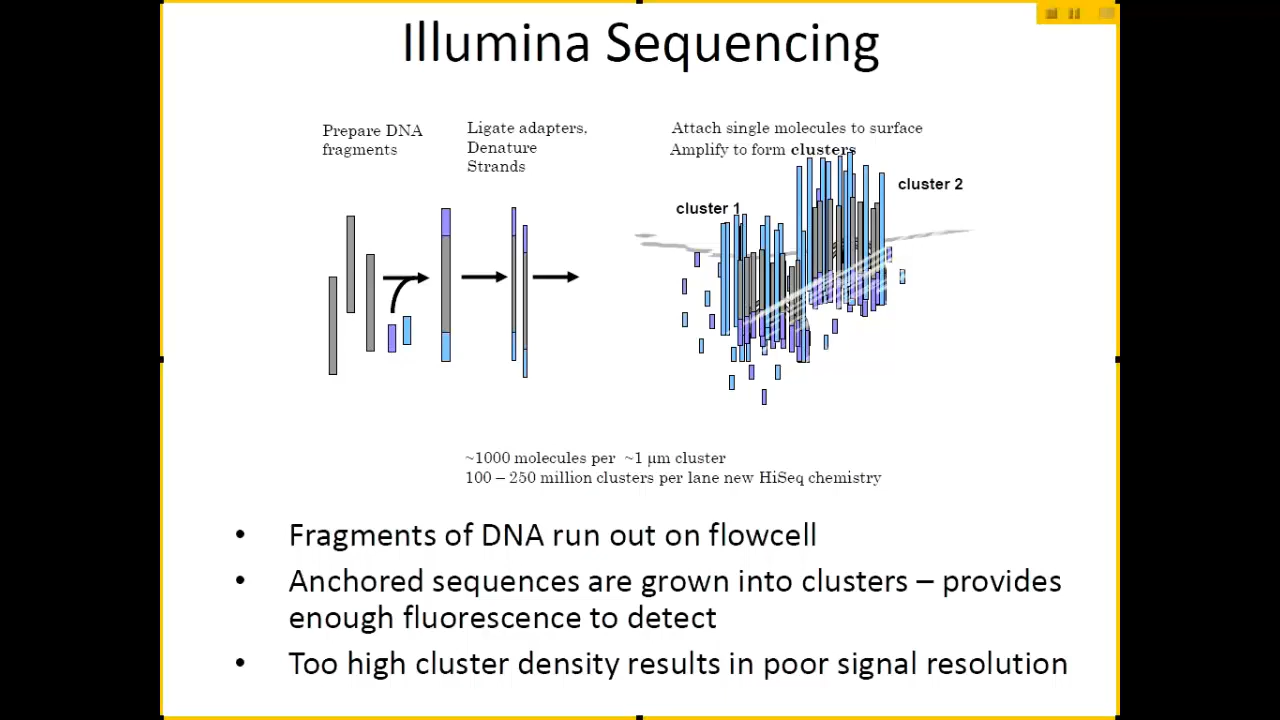 Illumina Sequencing
Prepare DNA
fragments
Ligate adapters,
Denature
Strands
Attach single molecules to surface
Amplify to form clusters
cluster 1
cluster 2
~1000 molecules per ~1 µm cluster
100 – 250 million clusters per lane new HiSeq chemistry
• Fragments of DNA run out on flowcell
• Anchored sequences are grown into clusters – provides
enough fluorescence to detect
• Too high cluster density results in poor signal resolution